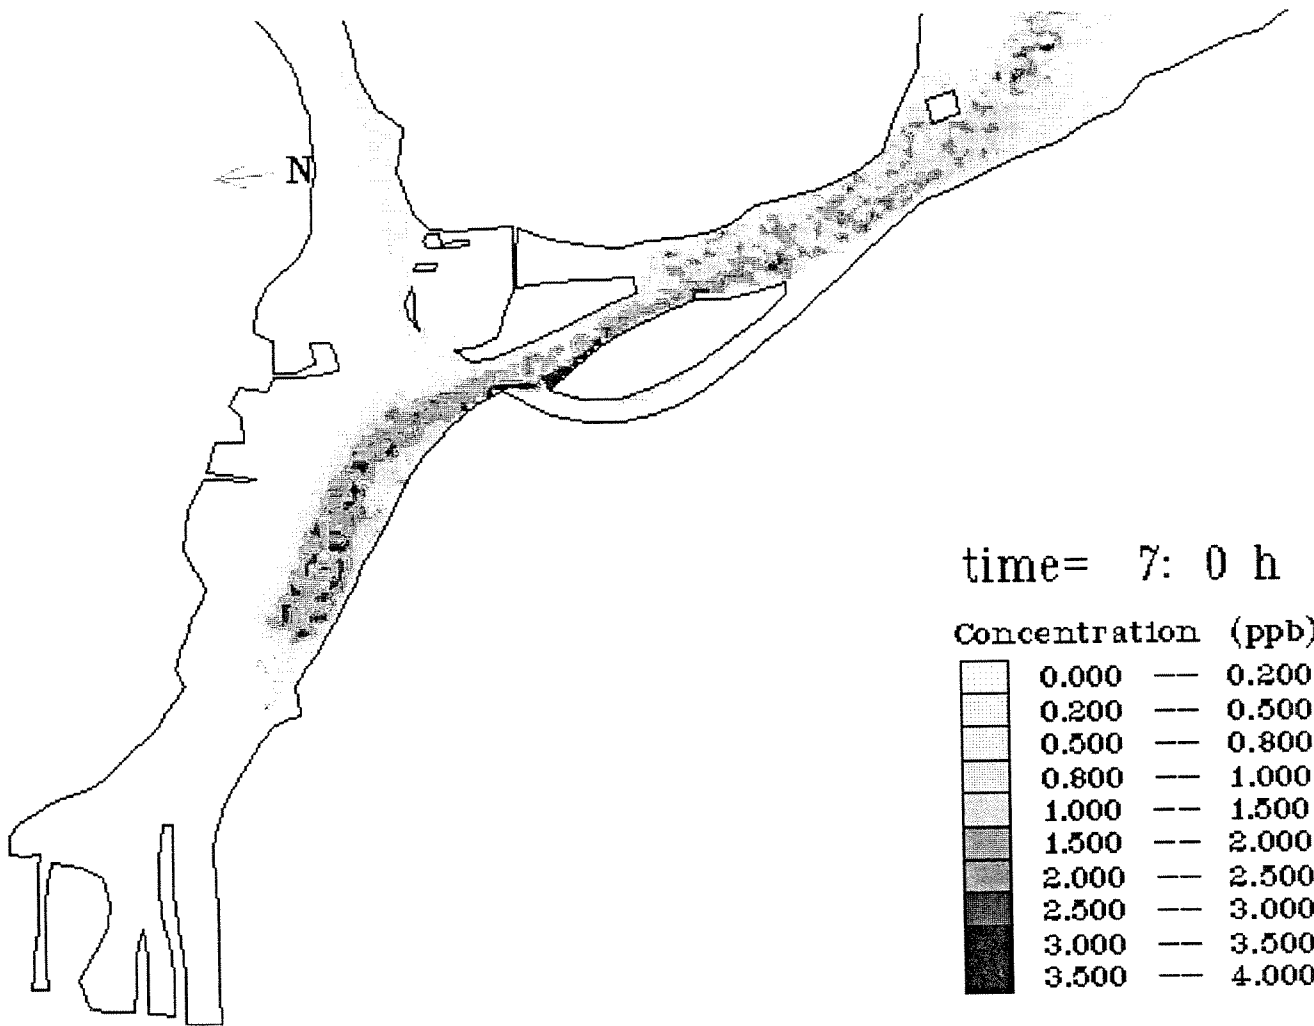 N
time= 7: 0 h
Concentration (ppb)
0.000 -- 0.200
0.200 -- 0.500
0.500 -- 0.800
0.800 -- 1.000
1.000 -- 1.500
1.500 -- 2.000
2.000 -- 2.500
2.500 -- 3.000
3.000 -- 3.500
3.500 -- 4.000